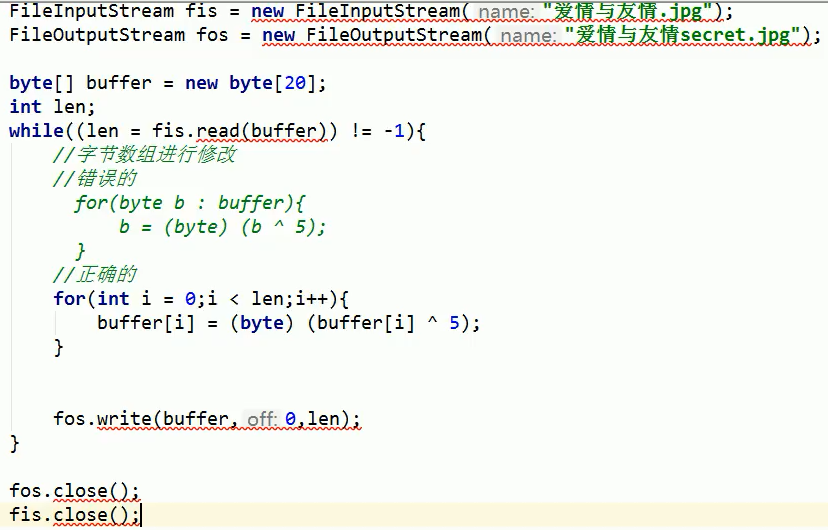 FileInputStream fis = new FileInputStream( name: "爱情与友情.jpg");
FileOutputStream fos = new FileOutputStream( name: "爱情与友情secret.jpg");
byte[] buffer = new byte[20];
int len;
while((len = fis.read(buffer)) != -1){
//字节数组进行修改
//错误的
for(byte b : buffer){
b = (byte) (b ^ 5);
}
//正确的
for(int i = 0;i < len;i++){
buffer[i] = (byte) (buffer[i] ^ 5);
}
fos.write(buffer, off: 0,len);
}
fos.close();
fis.close();